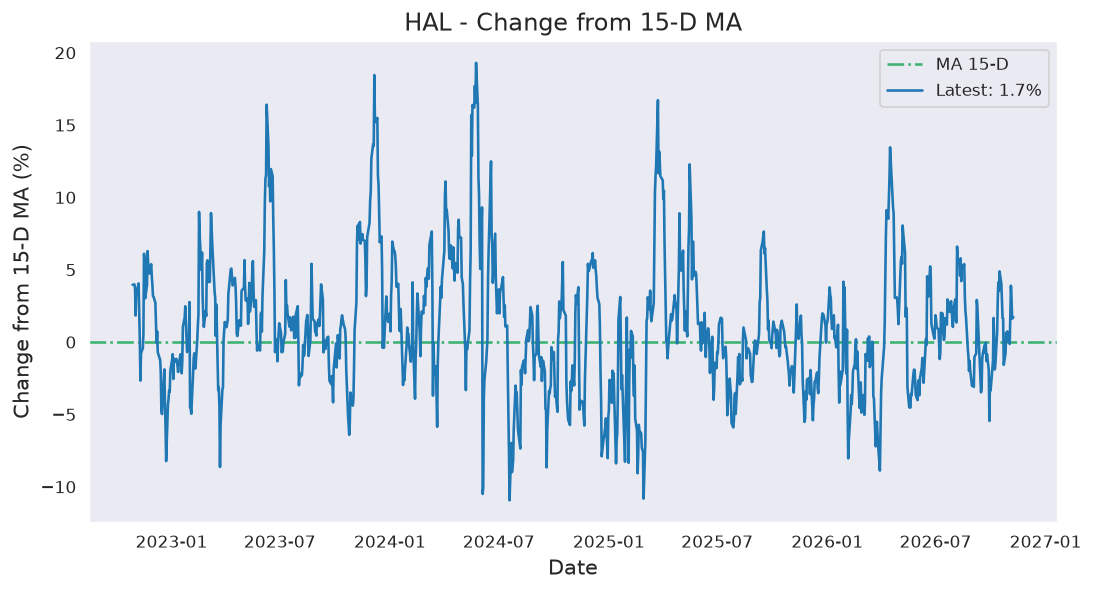 HAL - Change from 15-D MA
MA 15-D
Latest: 1.7%
Change from 15-D MA (%)
20
15
10
5
0
−5
−10
2023-01 2023-07 2024-01 2024-07 2025-01 2025-07 2026-01 2026-07 2027-01
Date